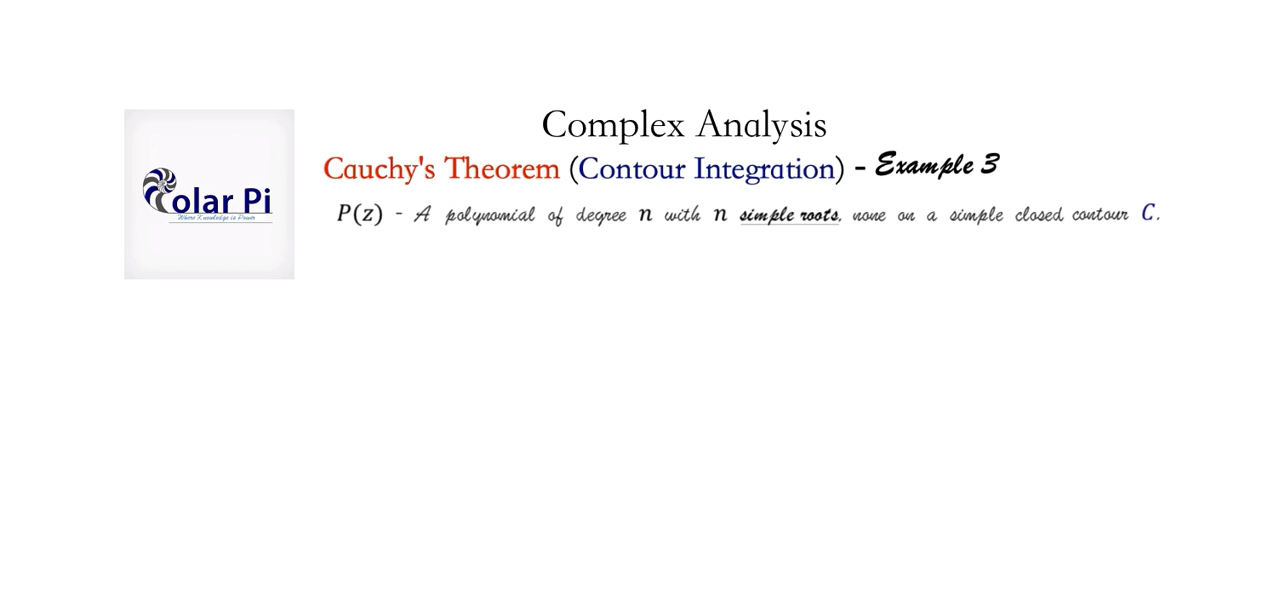 Complex Analysis
Cauchy's Theorem (Contour Integration) - Example 3
olar Pi
Where Knowledge is Power
P(z) - A polynomial of degree n with n simple roots, none on a simple closed contour C.